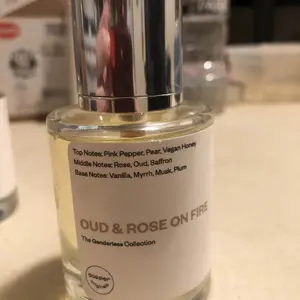 Top Notes: Pink Pepper, Pear, Vegan Honey
Middle Notes: Rose, Oud, Saffron
Base Notes: Vanilla, Myrrh, Musk, Plum
OUD & ROSE ON FIRE
The Genderless Collection
dossier